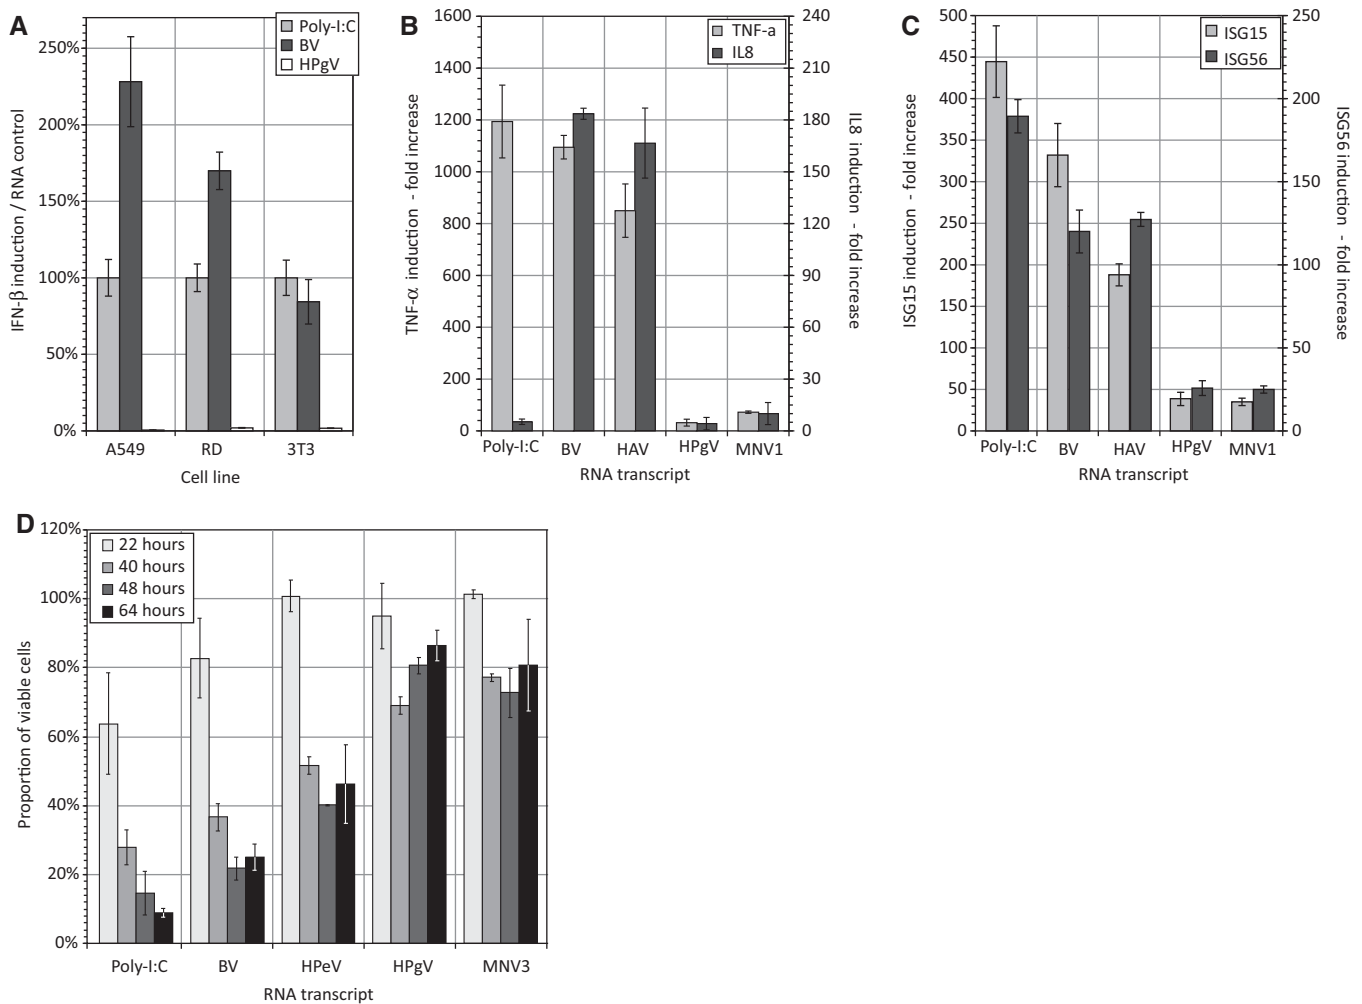 A
IFN-β induction / RNA control
250%
200%
150%
100%
50%
0%
Poly-I:C
BV
HPgV
A549
RD
3T3
Cell line
B
TNF-α induction - fold increase
1600
1400
1200
1000
800
600
400
200
0
TNF-a
IL8
240
210
180
150
120
90
60
30
0
IL8 induction - fold increase
Poly-I:C
BV
HAV
HPgV
MNV1
RNA transcript
C
ISG15 induction - fold increase
500
450
400
350
300
250
200
150
100
50
0
ISG15
ISG56
250
200
150
100
50
0
ISG56 induction - fold increase
Poly-I:C
BV
HAV
HPgV
MNV1
RNA transcript
D
Proportion of viable cells
120%
100%
80%
60%
40%
20%
0%
22 hours
40 hours
48 hours
64 hours
Poly-I:C
BV
HPeV
HPgV
MNV3
RNA transcript